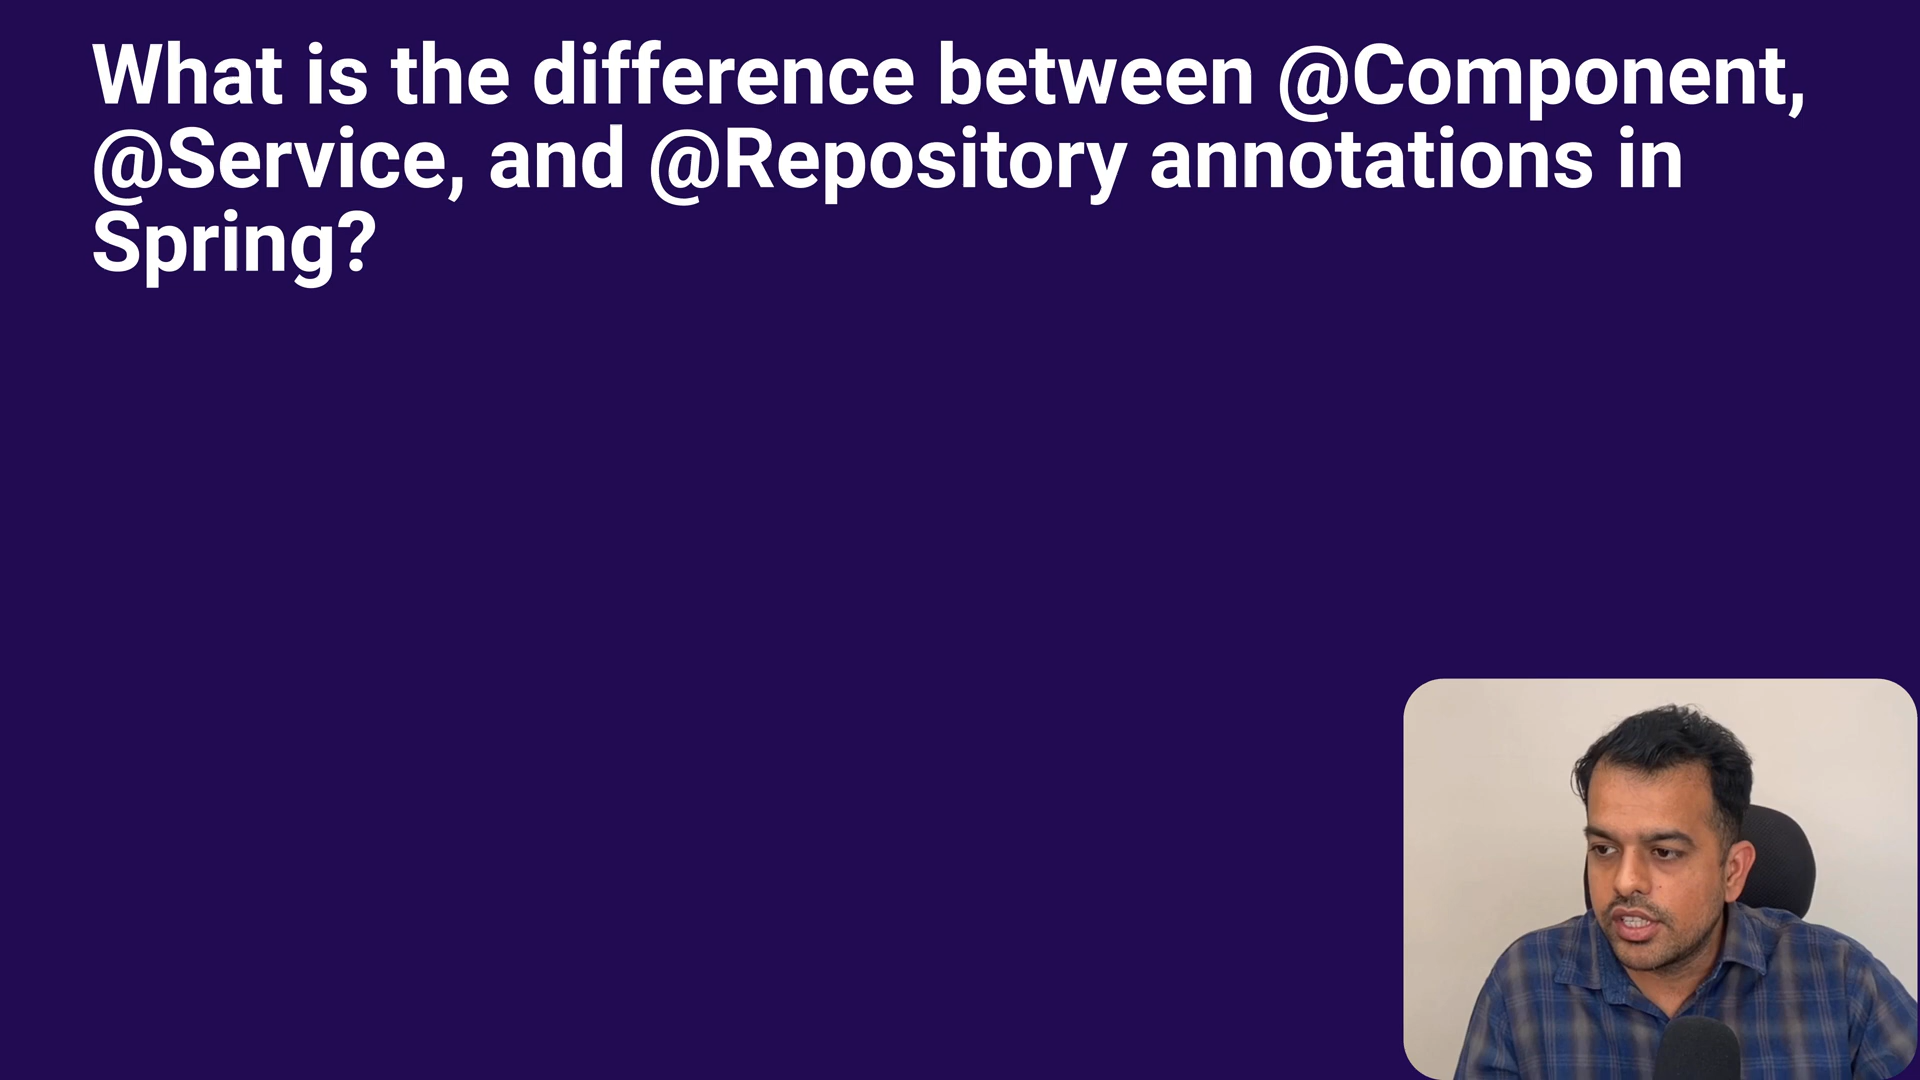 What is the difference between @Component,
@Service, and @Repository annotations in
Spring?